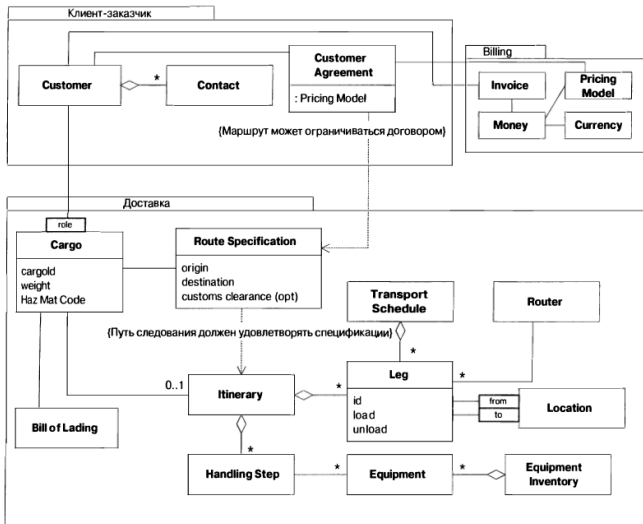 Клиент-заказчик
Customer
*
Contact
Customer
Agreement
: Pricing Model
Billing
Invoice
Pricing
Model
Money
Currency
{Маршрут может ограничиваться договором}
Доставка
role
Cargo
cargoId
weight
Haz Mat Code
Route Specification
origin
destination
customs clearance (opt)
Transport
Schedule
Router
{Путь следования должен удовлетворять спецификации}
*
Leg
*
id
load
unload
0..1
Itinerary
*
from
to
Location
Bill of Lading
*
Handling Step
*
Equipment
*
Equipment
Inventory